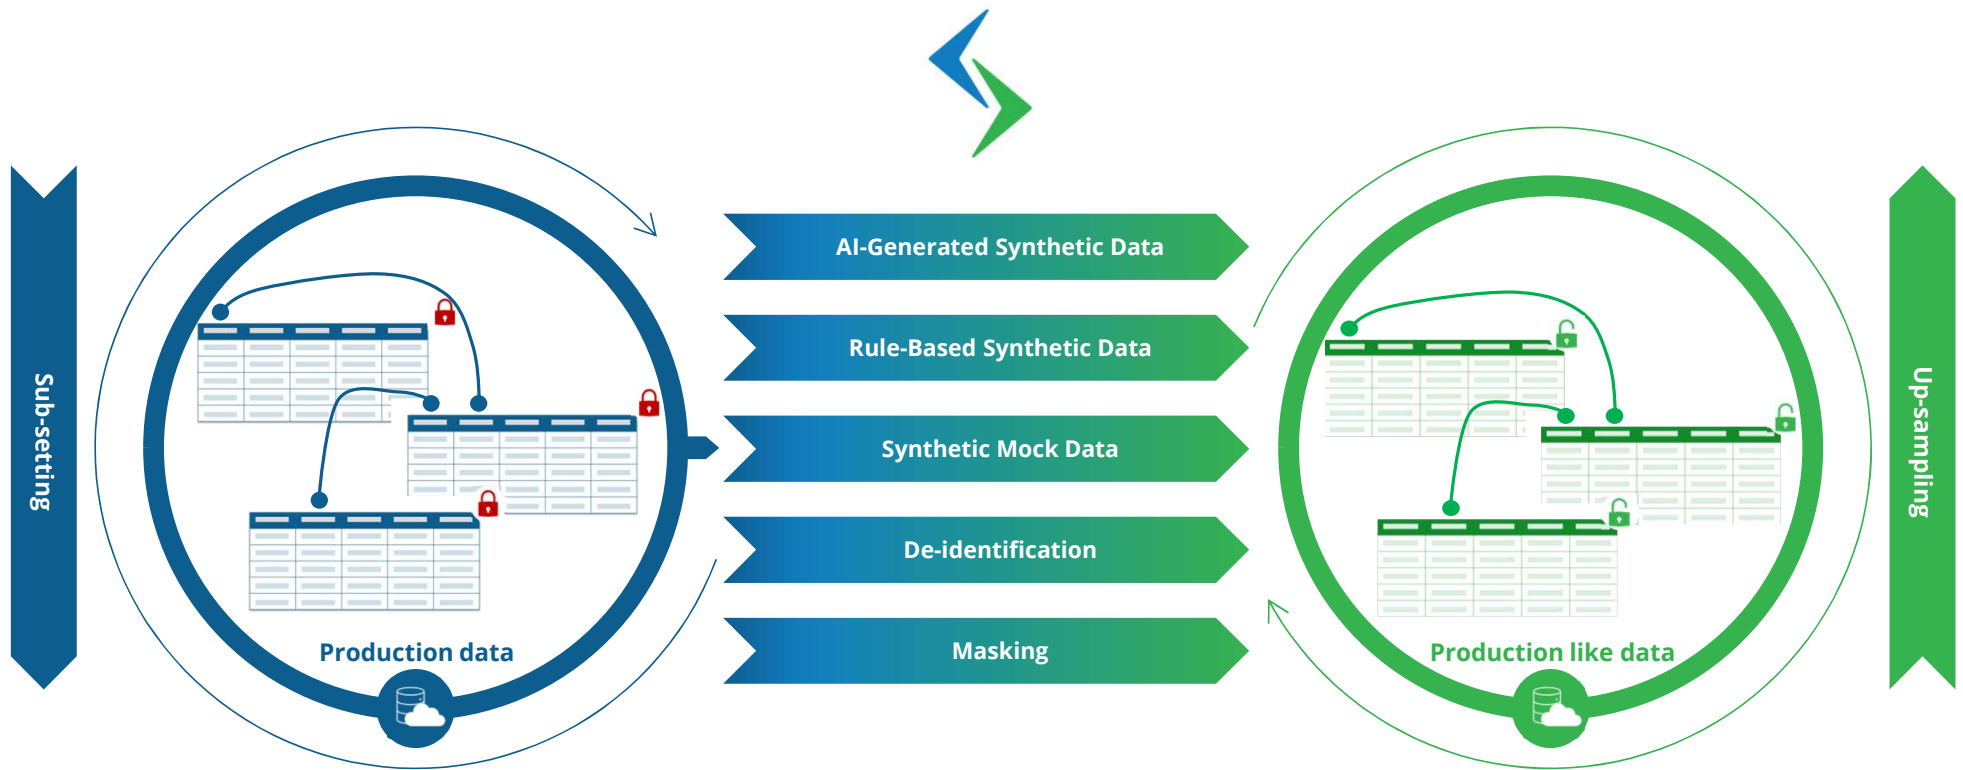 Sub-setting
Production data
AI-Generated Synthetic Data
Rule-Based Synthetic Data
Synthetic Mock Data
De-identification
Masking
Production like data
Up-sampling